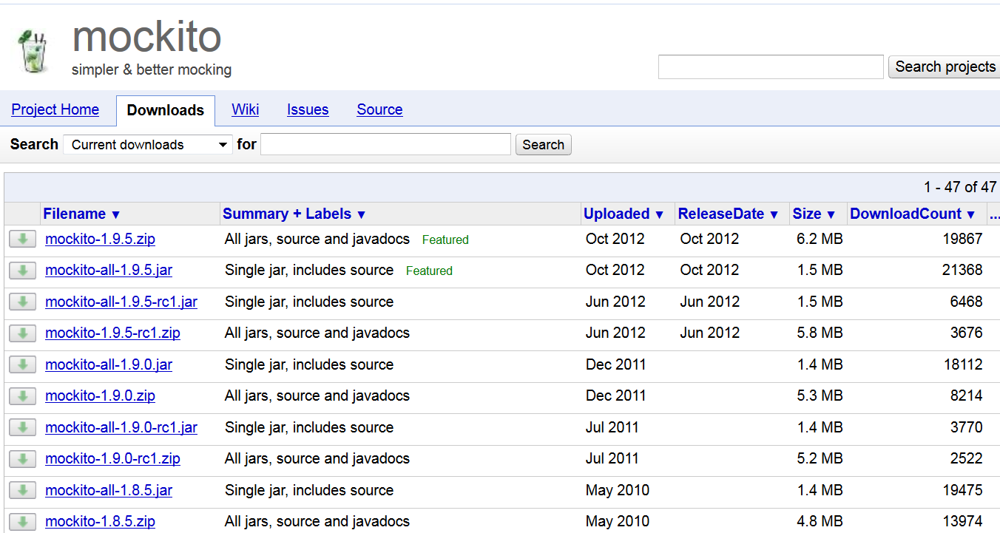 mockito
simpler & better mocking
Search projects
Project Home Downloads Wiki Issues Source
Search Current downloads for Search
1 - 47 of 47
Filename ▼ Summary + Labels ▼ Uploaded ▼ ReleaseDate ▼ Size ▼ DownloadCount ▼ ...
mockito-1.9.5.zip All jars, source and javadocs Featured Oct 2012 Oct 2012 6.2 MB 19867
mockito-all-1.9.5.jar Single jar, includes source Featured Oct 2012 Oct 2012 1.5 MB 21368
mockito-all-1.9.5-rc1.jar Single jar, includes source Jun 2012 Jun 2012 1.5 MB 6468
mockito-1.9.5-rc1.zip All jars, source and javadocs Jun 2012 Jun 2012 5.8 MB 3676
mockito-all-1.9.0.jar Single jar, includes source Dec 2011 1.4 MB 18112
mockito-1.9.0.zip All jars, source and javadocs Dec 2011 5.3 MB 8214
mockito-all-1.9.0-rc1.jar Single jar, includes source Jul 2011 1.4 MB 3770
mockito-1.9.0-rc1.zip All jars, source and javadocs Jul 2011 5.2 MB 2522
mockito-all-1.8.5.jar Single jar, includes source May 2010 1.4 MB 19475
mockito-1.8.5.zip All jars, source and javadocs May 2010 4.8 MB 13974